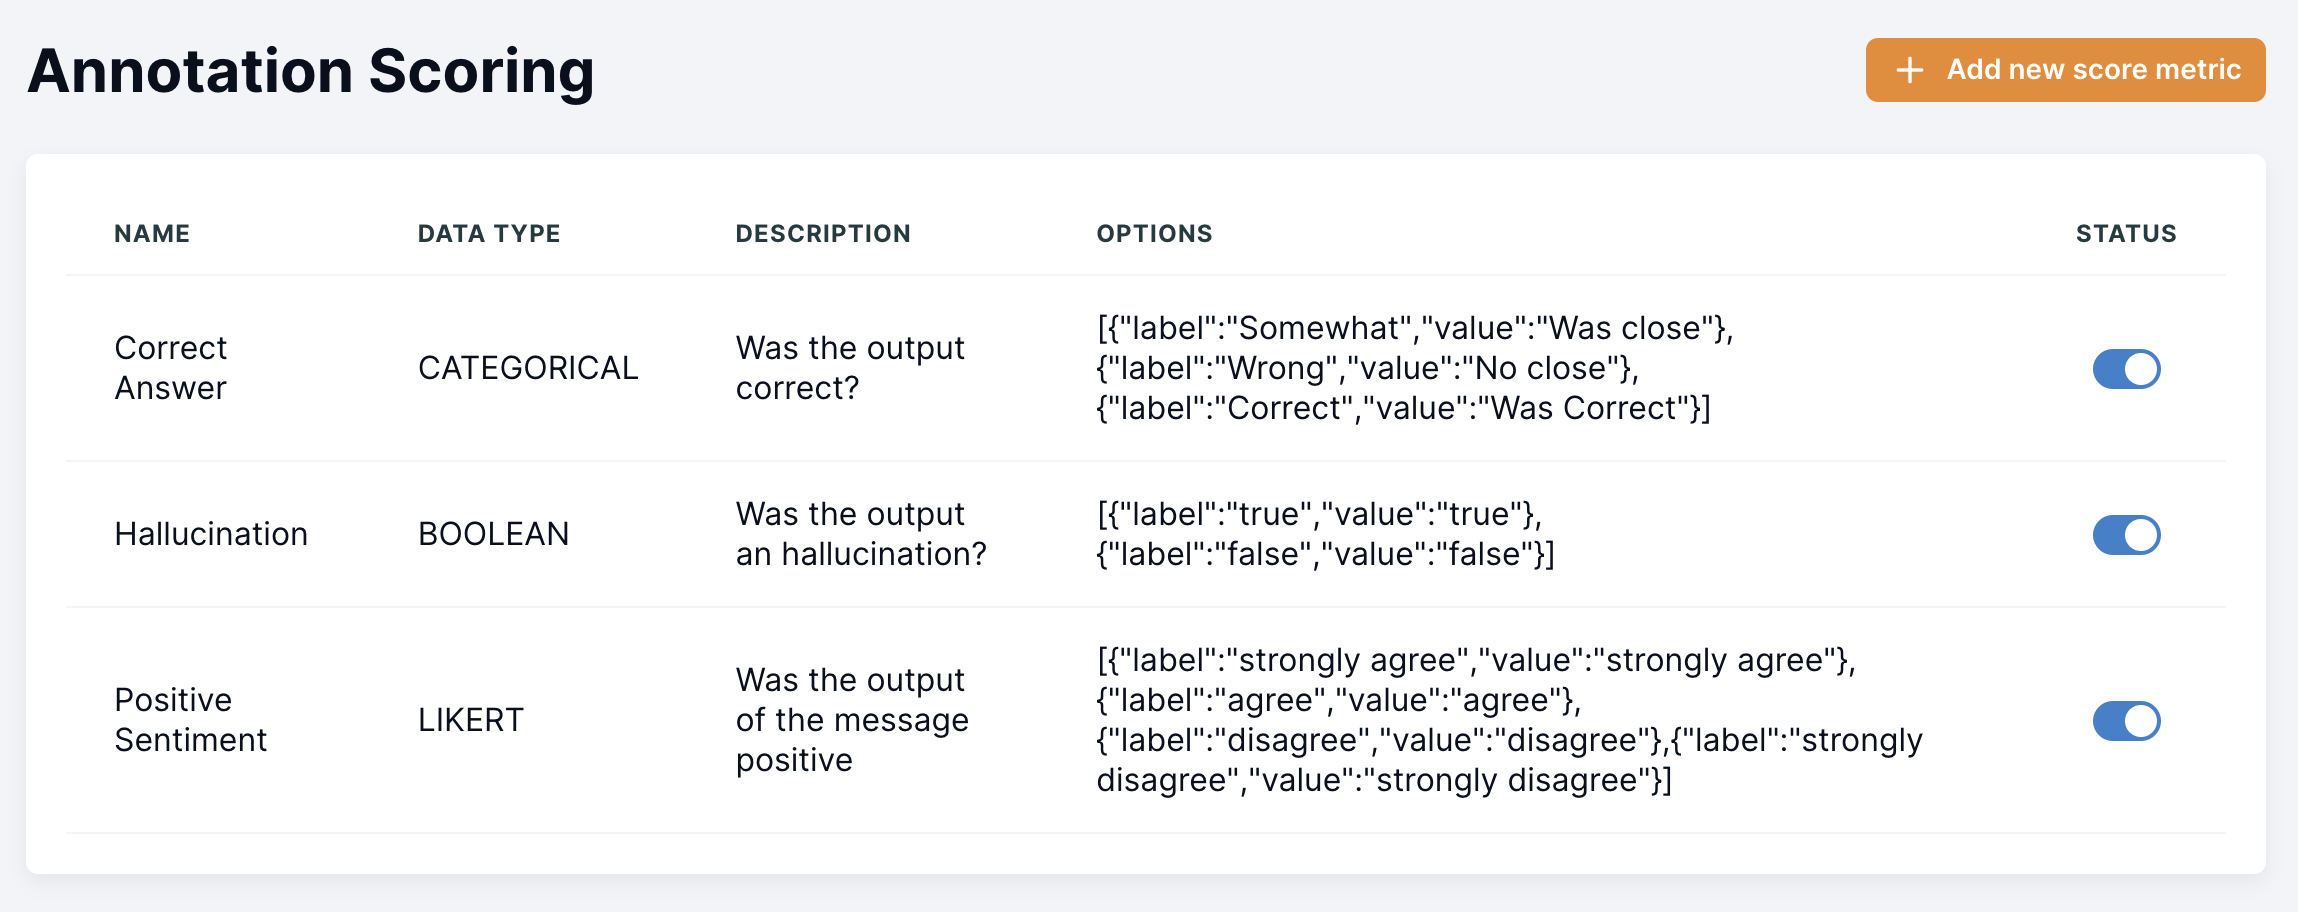 Annotation Scoring
Add new score metric
NAME DATA TYPE DESCRIPTION OPTIONS STATUS
Correct
Answer
CATEGORICAL
Was the output
correct?
[{"label":"Somewhat","value":"Was close"},
{"label":"Wrong","value":"No close"},
{"label":"Correct","value":"Was Correct"}]
Hallucination
BOOLEAN
Was the output
an hallucination?
[{"label":"true","value":"true"},
{"label":"false","value":"false"}]
Positive
Sentiment
LIKERT
Was the output
of the message
positive
[{"label":"strongly agree","value":"strongly agree"},
{"label":"agree","value":"agree"},
{"label":"disagree","value":"disagree"},{"label":"strongly
disagree","value":"strongly disagree"}]